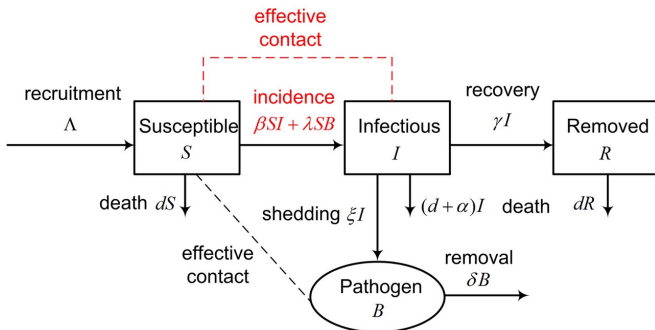 effective
contact
recruitment
Λ
Susceptible
S
incidence
βSI + λSB
Infectious
I
recovery
γI
Removed
R
death dS
shedding ξI
(d + α)I
death
dR
effective
contact
Pathogen
B
removal
δB